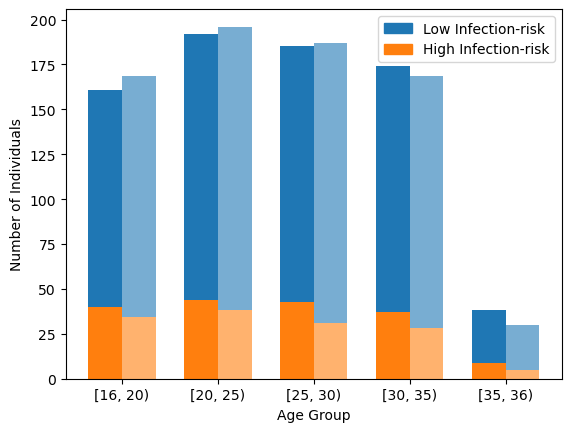 Number of Individuals
200
175
150
125
100
75
50
25
0
Low Infection-risk
High Infection-risk
[16, 20) [20, 25) [25, 30) [30, 35) [35, 36)
Age Group